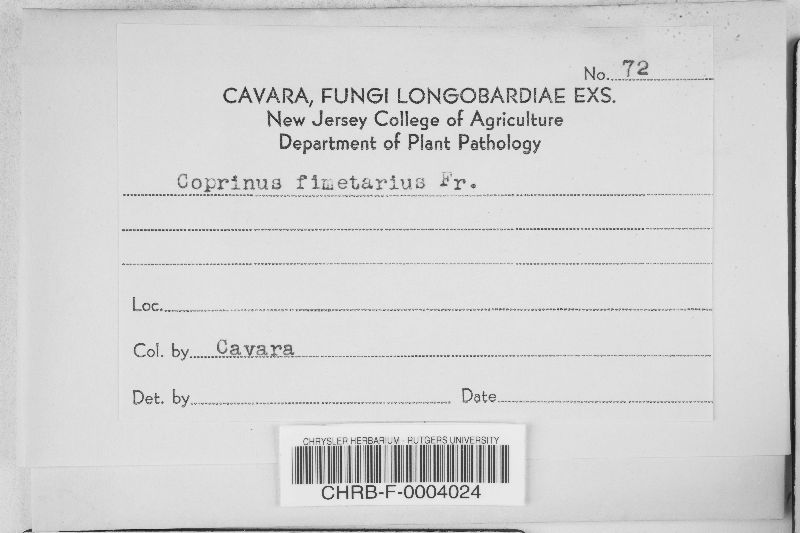 No. 72
CAVARA, FUNGI LONGOBARDIAE EXS.
New Jersey College of Agriculture
Department of Plant Pathology
Coprinus fimetarius Fr.
Loc.
Col. by Cavara
Det. by Date
CHRYSLER HERBARIUM - RUTGERS UNIVERSITY
CHRB-F-0004024